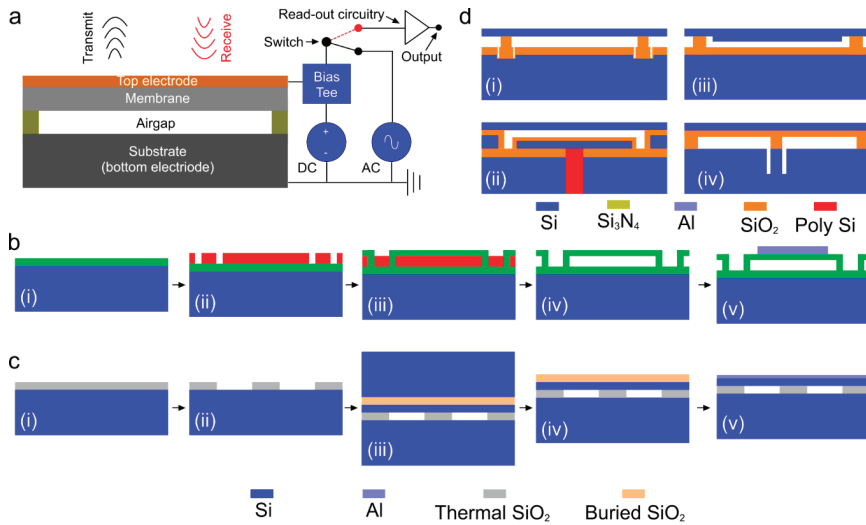 a
Transmit
Receive
Read-out circuitry
Switch
Output
Top electrode
Membrane
Airgap
Substrate
(bottom electriode)
Bias
Tee
+
-
DC
AC
d
(i)
(iii)
(ii)
(iv)
Si
Si₃N₄
Al
SiO₂
Poly Si
b
(i)
(ii)
(iii)
(iv)
(v)
c
(i)
(ii)
(iii)
(iv)
(v)
Si
Al
Thermal SiO₂
Buried SiO₂